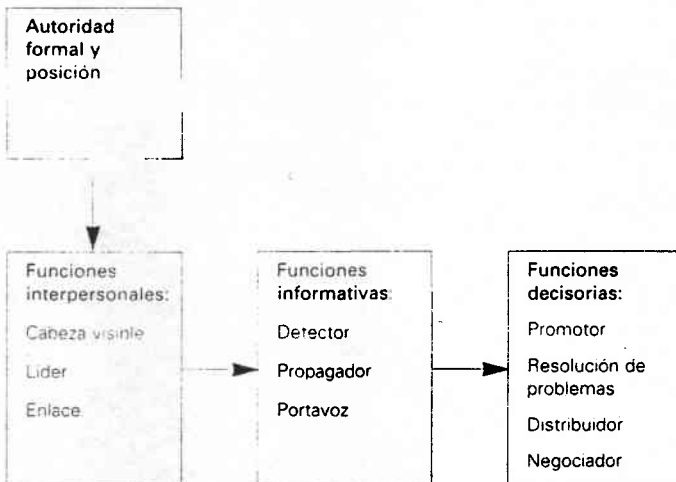 Autoridad
formal y
posición
Funciones
interpersonales:
Cabeza visible
Lider
Enlace
Funciones
informativas:
Detector
Propagador
Portavoz
Funciones
decisorias:
Promotor
Resolución de
problemas
Distribuidor
Negociador